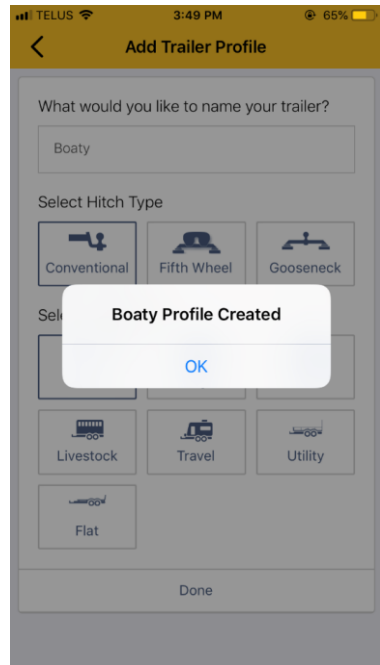 TELUS 3:49 PM 65%
Add Trailer Profile
What would you like to name your trailer?
Boaty
Select Hitch Type
Conventional Fifth Wheel Gooseneck
Sele
Boaty Profile Created
OK
Livestock Travel Utility
Flat
Done